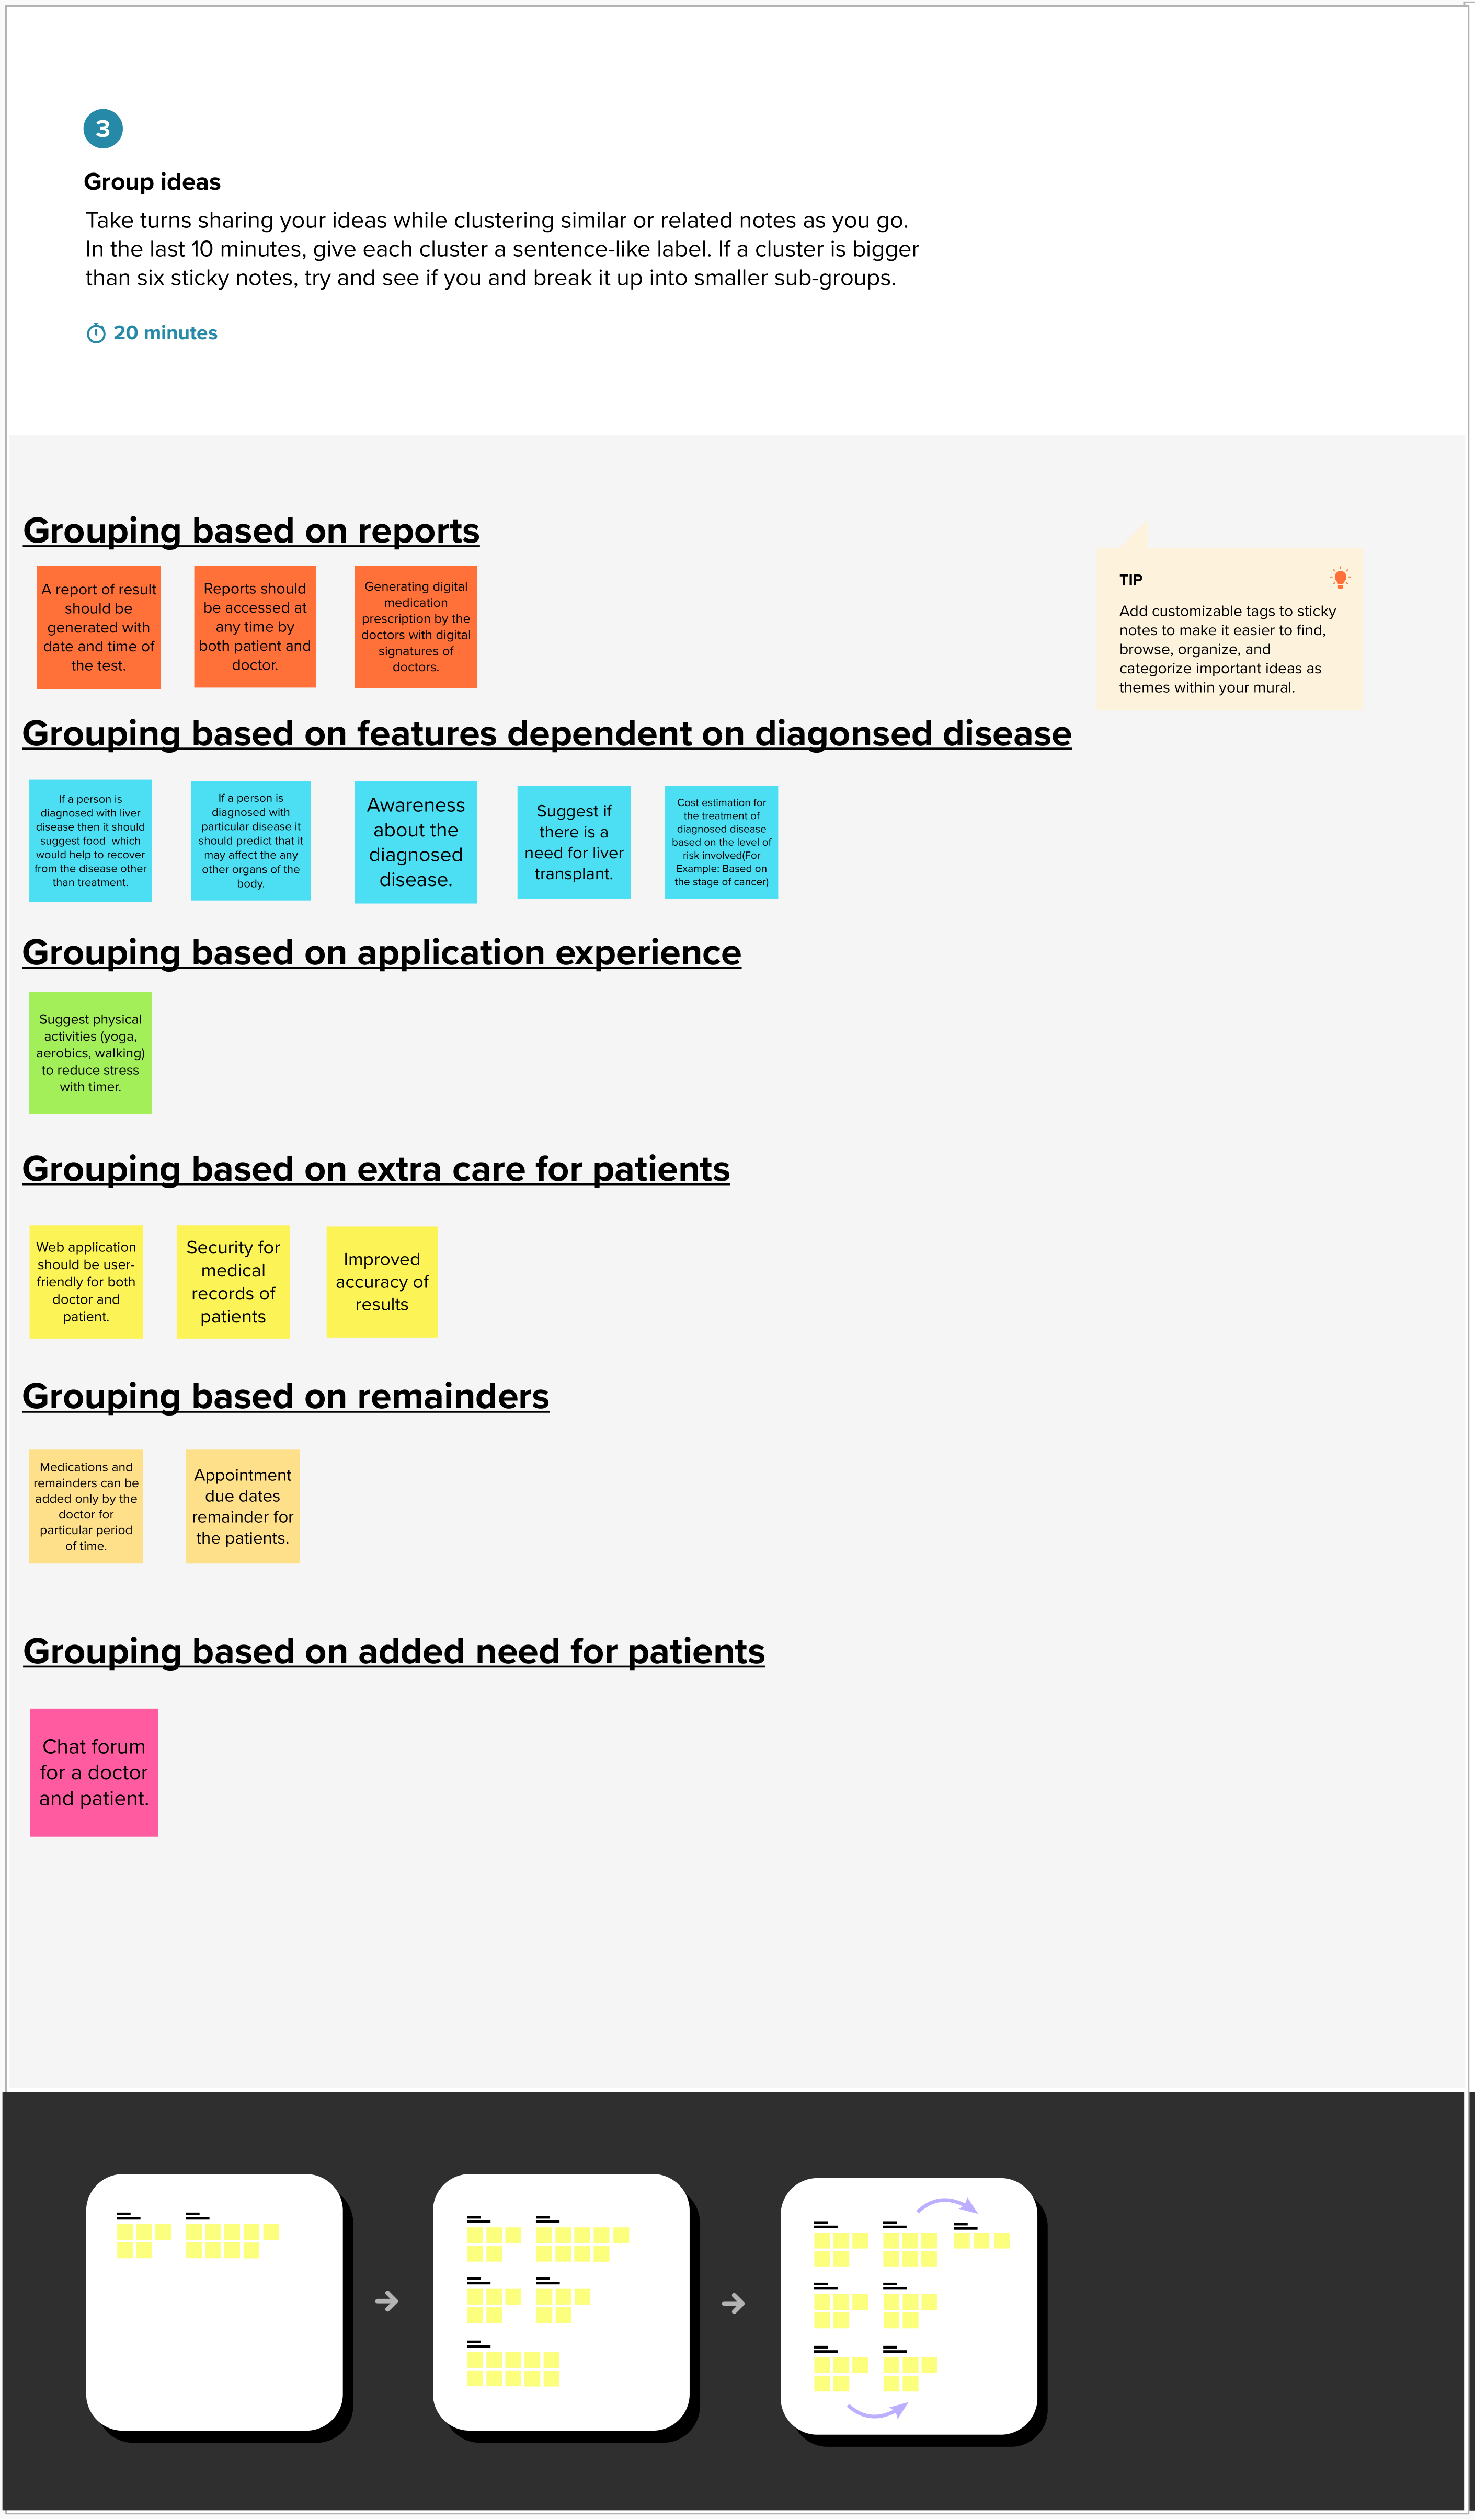 3
Group ideas
Take turns sharing your ideas while clustering similar or related notes as you go.
In the last 10 minutes, give each cluster a sentence-like label. If a cluster is bigger
than six sticky notes, try and see if you and break it up into smaller sub-groups.
20 minutes
Grouping based on reports
A report of result
should be
generated with
date and time of
the test.
Reports should
be accessed at
any time by
both patient and
doctor.
Generating digital
medication
prescription by the
doctors with digital
signatures of
doctors.
TIP
Add customizable tags to sticky
notes to make it easier to find,
browse, organize, and
categorize important ideas as
themes within your mural.
Grouping based on features dependent on diagonsed disease
If a person is
diagnosed with liver
disease then it should
suggest food  which
would help to recover
from the disease other
than treatment.
If a person is
diagnosed with
particular disease it
should predict that it
may affect the any
other organs of the
body.
Awareness
about the
diagnosed
disease.
Suggest if
there is a
need for liver
transplant.
Cost estimation for
the treatment of
diagnosed disease
based on the level of
risk involved(For
Example: Based on
the stage of cancer)
Grouping based on application experience
Suggest physical
activities (yoga,
aerobics, walking)
to reduce stress
with timer.
Grouping based on extra care for patients
Web application
should be user-
friendly for both
doctor and
patient.
Security for
medical
records of
patients
Improved
accuracy of
results
Grouping based on remainders
Medications and
remainders can be
added only by the
doctor for
particular period
of time.
Appointment
due dates
remainder for
the patients.
Grouping based on added need for patients
Chat forum
for a doctor
and patient.